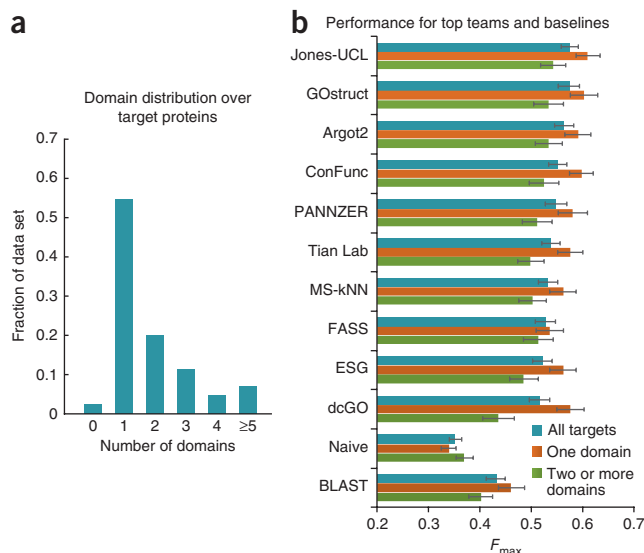 a
Domain distribution over
target proteins
0.7
0.6
0.5
0.4
0.3
0.2
0.1
0
Fraction of data set
0 1 2 3 4 ≥5
Number of domains
b
Performance for top teams and baselines
Jones-UCL
GOstruct
Argot2
ConFunc
PANNZER
Tian Lab
MS-kNN
FASS
ESG
dcGO
Naive
BLAST
All targets
One domain
Two or more
domains
0.2 0.3 0.4 0.5 0.6 0.7
Fmax